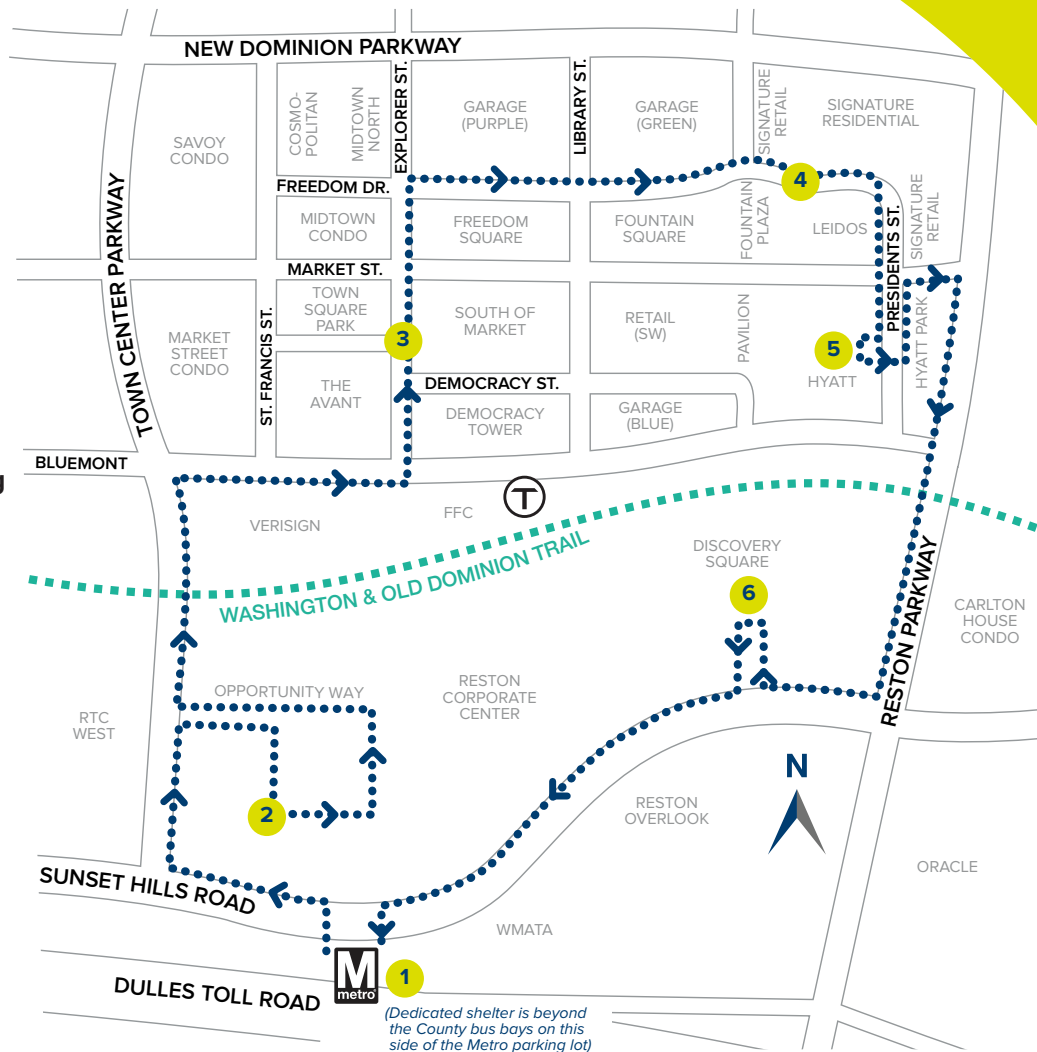 NEW DOMINION PARKWAY
TOWN CENTER PARKWAY
SAVOY
CONDO
COSMO-
POLITAN
MIDTOWN
NORTH
EXPLORER ST.
GARAGE
(PURPLE)
LIBRARY ST.
GARAGE
(GREEN)
SIGNATURE
RETAIL
SIGNATURE
RESIDENTIAL
FREEDOM DR.
4
MIDTOWN
CONDO
FREEDOM
SQUARE
FOUNTAIN
SQUARE
FOUNTAIN
PLAZA
LEIDOS
PRESIDENTS ST.
SIGNATURE
RETAIL
MARKET ST.
MARKET
STREET
CONDO
ST. FRANCIS ST.
TOWN
SQUARE
PARK
3
SOUTH OF
MARKET
RETAIL
(SW)
PAVILION
5
HYATT
HYATT PARK
THE
AVANT
DEMOCRACY ST.
DEMOCRACY
TOWER
GARAGE
(BLUE)
BLUEMONT
g
VERISIGN
FFC
T
WASHINGTON & OLD DOMINION TRAIL
DISCOVERY
SQUARE
6
RESTON PARKWAY
CARLTON
HOUSE
CONDO
OPPORTUNITY WAY
RESTON
CORPORATE
CENTER
RTC
WEST
2
N
RESTON
OVERLOOK
ORACLE
SUNSET HILLS ROAD
WMATA
DULLES TOLL ROAD
M
metro
1
(Dedicated shelter is beyond
the County bus bays on this
side of the Metro parking lot)